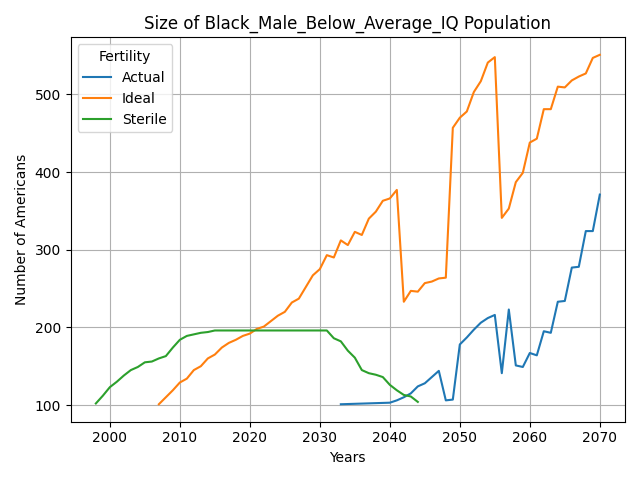 Size of Black_Male_Below_Average_IQ Population
Fertility
Actual
Ideal
Sterile
Number of Americans
500
400
300
200
100
2000 2010 2020 2030 2040 2050 2060 2070
Years